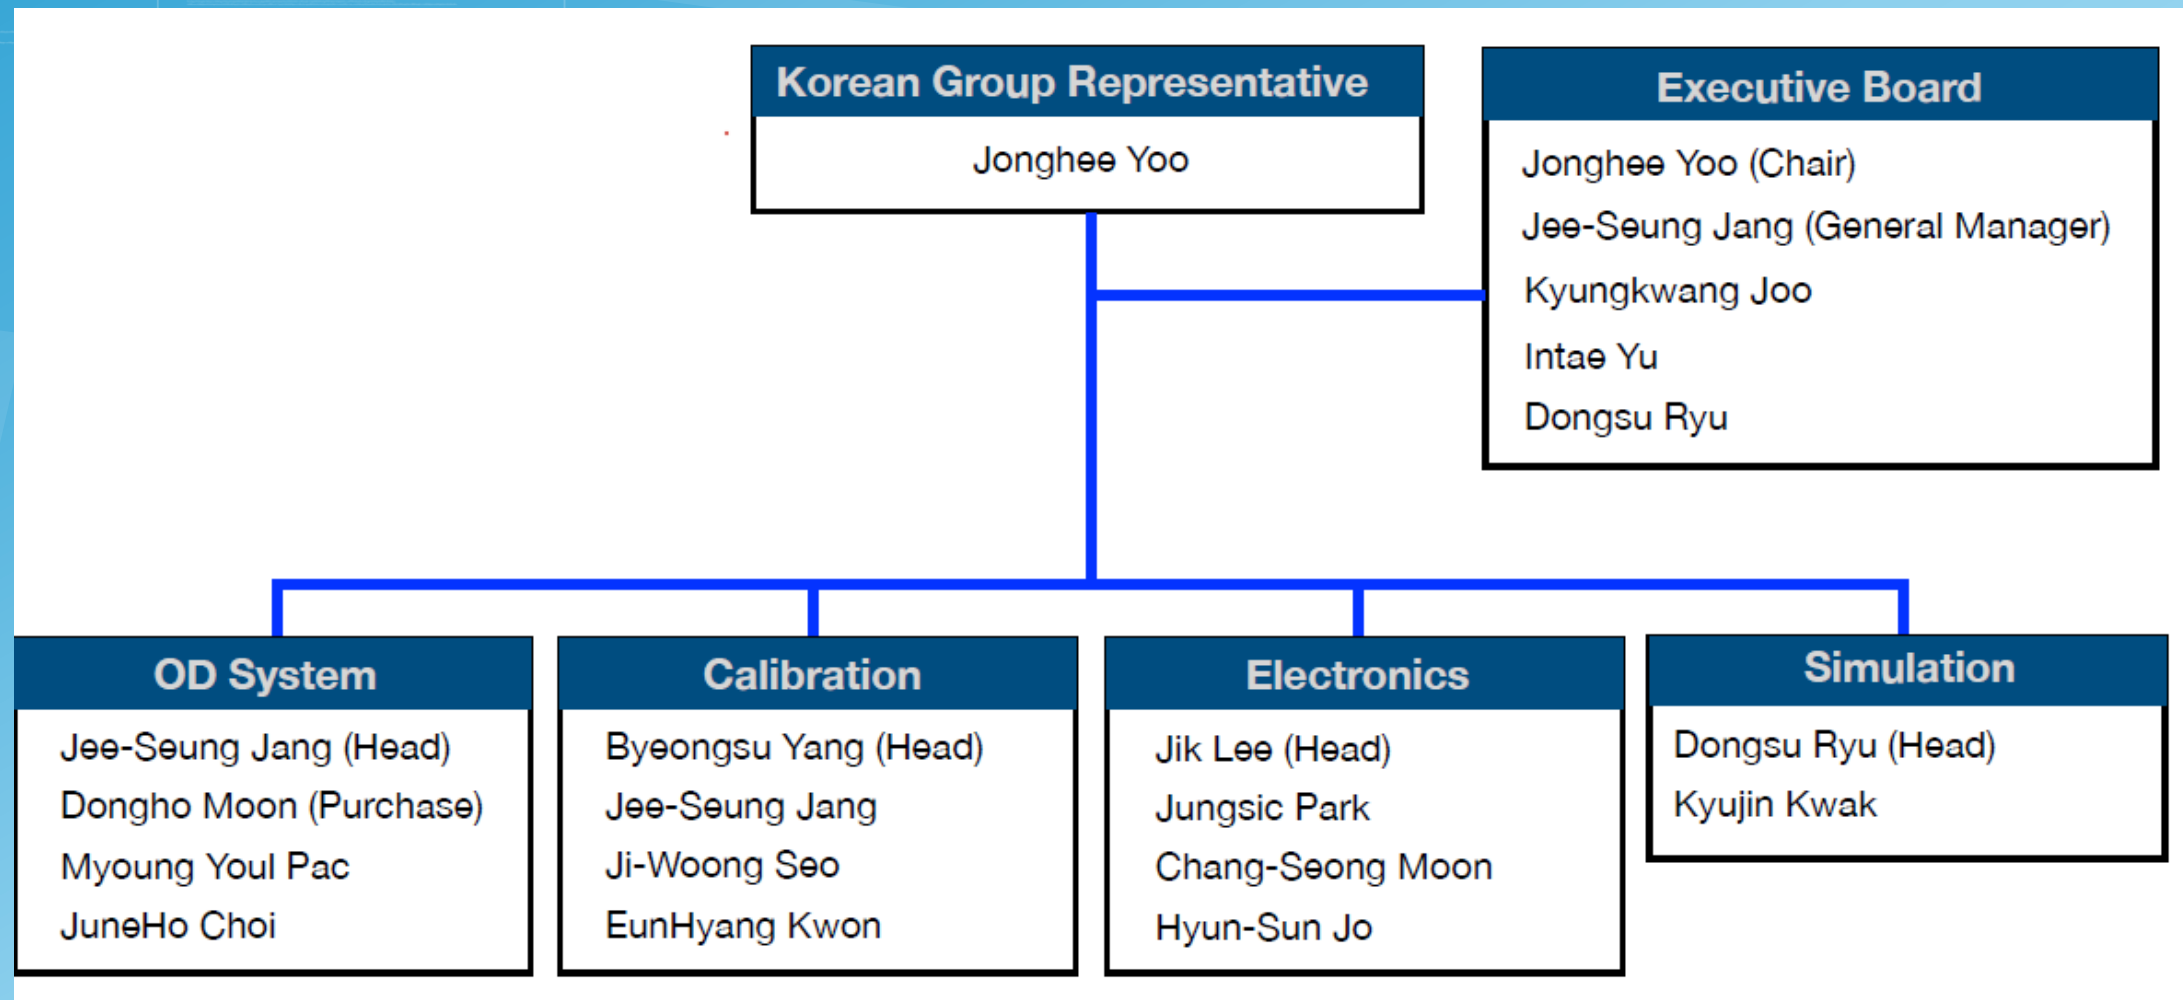 Korean Group Representative
Jonghee Yoo
Executive Board
Jonghee Yoo (Chair)
Jee-Seung Jang (General Manager)
Kyungkwang Joo
Intae Yu
Dongsu Ryu
OD System
Jee-Seung Jang (Head)
Dongho Moon (Purchase)
Myoung Youl Pac
JuneHo Choi
Calibration
Byeongsu Yang (Head)
Jee-Seung Jang
Ji-Woong Seo
EunHyang Kwon
Electronics
Jik Lee (Head)
Jungsic Park
Chang-Seong Moon
Hyun-Sun Jo
Simulation
Dongsu Ryu (Head)
Kyujin Kwak